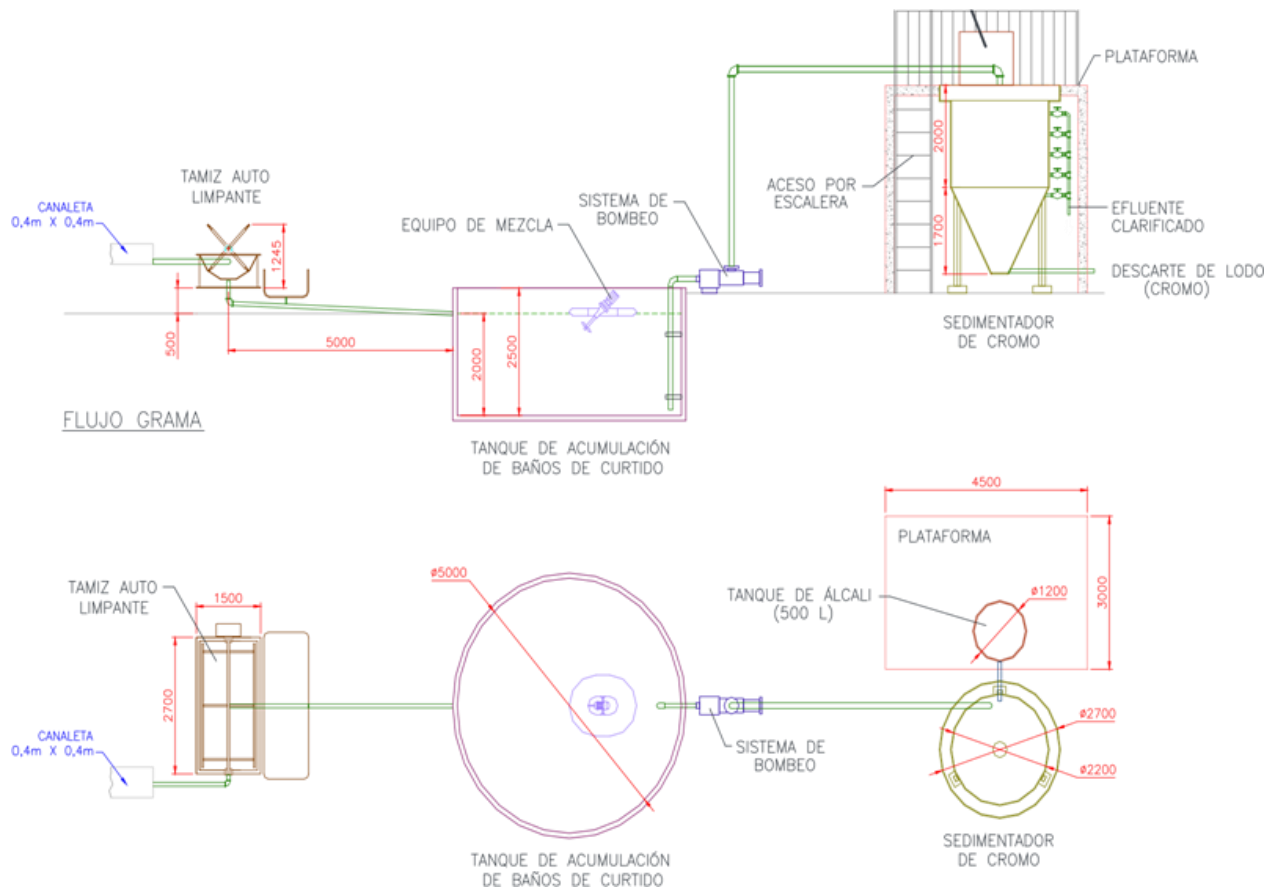 PLATAFORMA
TAMIZ AUTO
LIMPANTE
CANALETA
0,4m X 0,4m
1245
EQUIPO DE MEZCLA
SISTEMA DE
BOMBEO
ACESO POR
ESCALERA
2000
1700
EFLUENTE
CLARIFICADO
DESCARTE DE LODO
(CROMO)
SEDIMENTADOR
DE CROMO
500
5000
2000
2500
FLUJO GRAMA
TANQUE DE ACUMULACIÓN
DE BAÑOS DE CURTIDO
4500
PLATAFORMA
3000
TANQUE DE ÁLCALI
(500 L)
ø1200
TAMIZ AUTO
LIMPANTE
1500
2700
CANALETA
0,4m X 0,4m
ø5000
SISTEMA DE
BOMBEO
ø2700
ø2200
TANQUE DE ACUMULACIÓN
DE BAÑOS DE CURTIDO
SEDIMENTADOR
DE CROMO